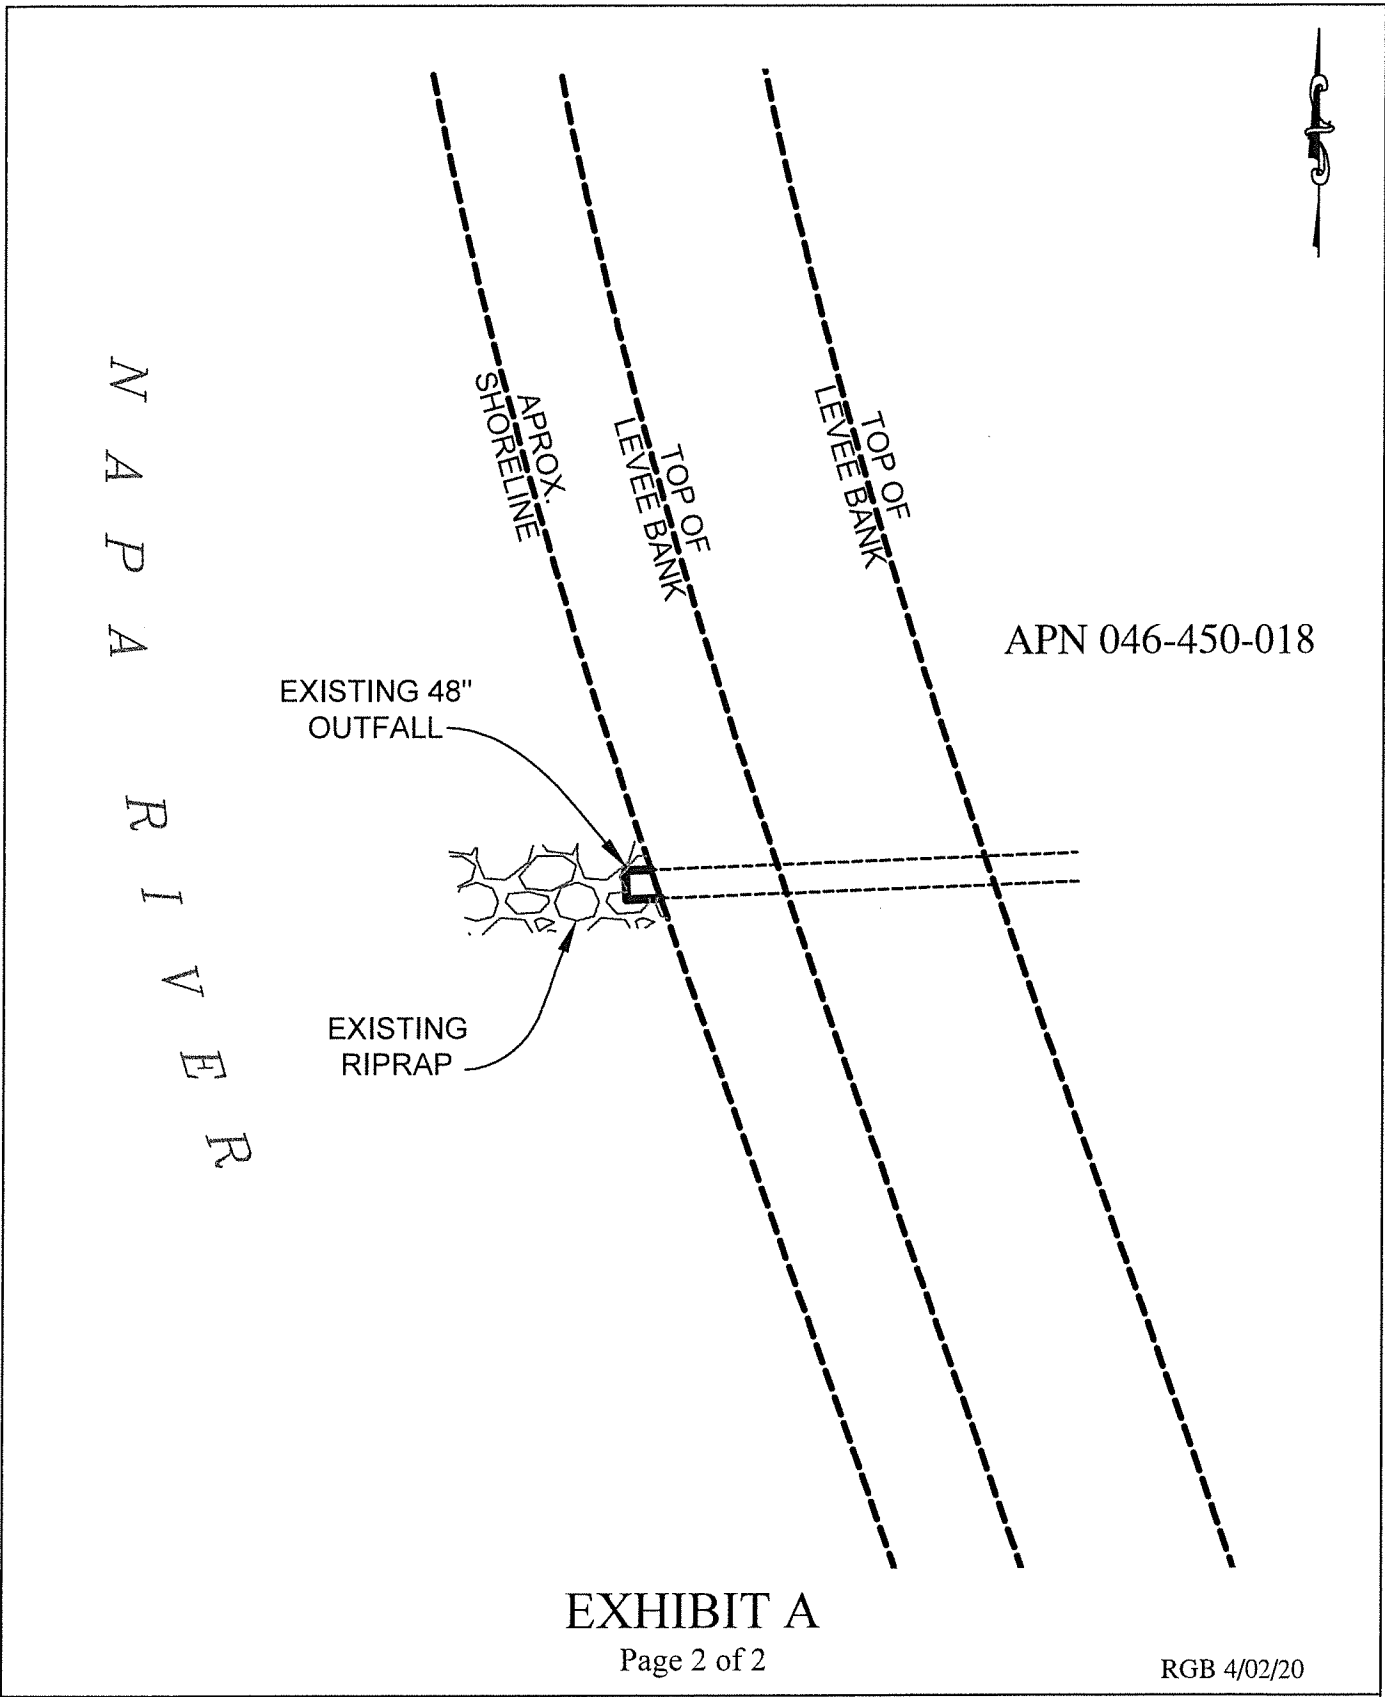 NAPA RIVER
APROX.
SHORELINE
TOP OF
LEVEE BANK
TOP OF
LEVEE BANK
APN 046-450-018
EXISTING 48"
OUTFALL
EXISTING
RIPRAP
EXHIBIT A
Page 2 of 2
RGB 4/02/20